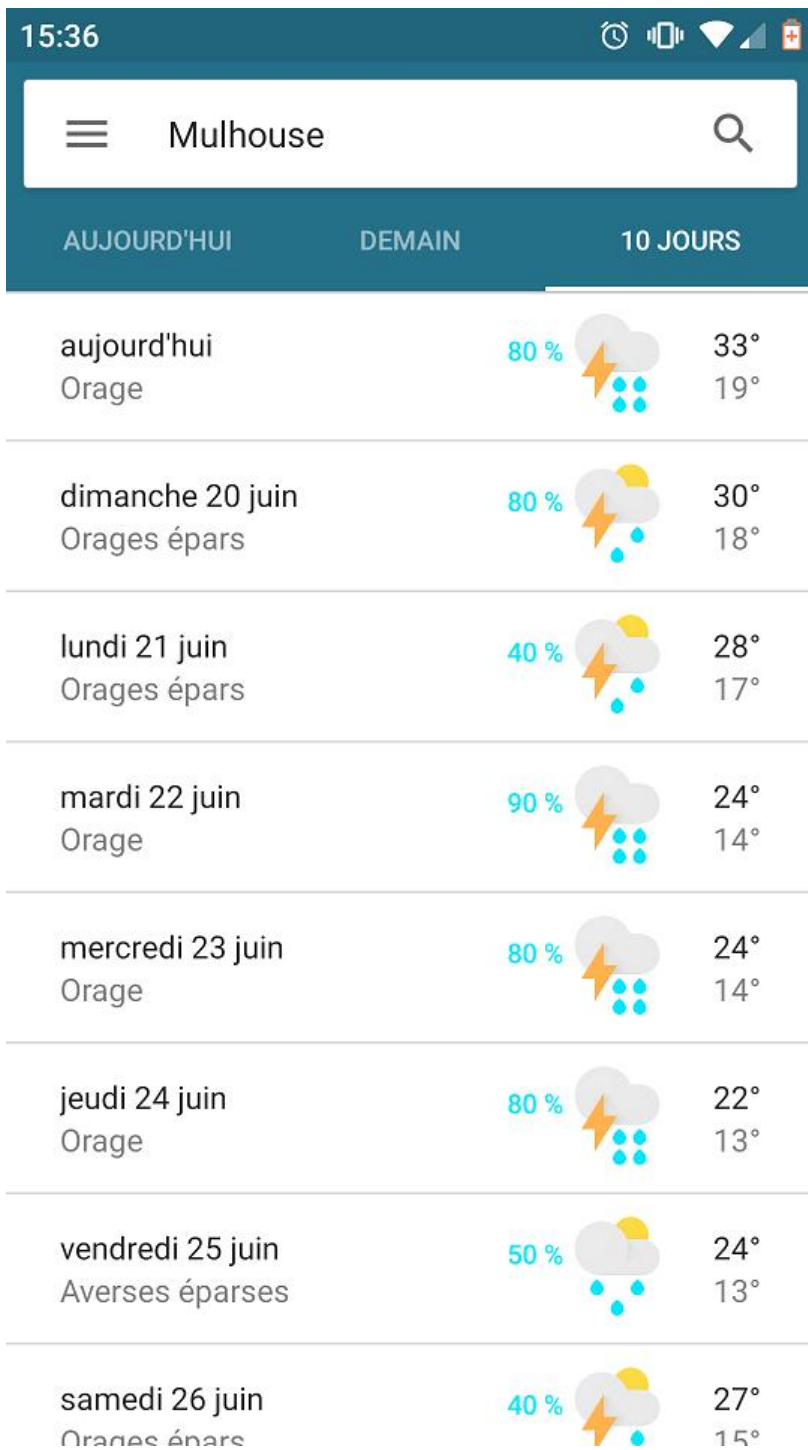 15:36
Mulhouse
AUJOURD'HUI DEMAIN 10 JOURS
aujourd'hui 80 % 33°
Orage 19°
dimanche 20 juin 80 % 30°
Orages épars 18°
lundi 21 juin 40 % 28°
Orages épars 17°
mardi 22 juin 90 % 24°
Orage 14°
mercredi 23 juin 80 % 24°
Orage 14°
jeudi 24 juin 80 % 22°
Orage 13°
vendredi 25 juin 50 % 24°
Averses éparses 13°
samedi 26 juin 40 % 27°
Orages épars 15°